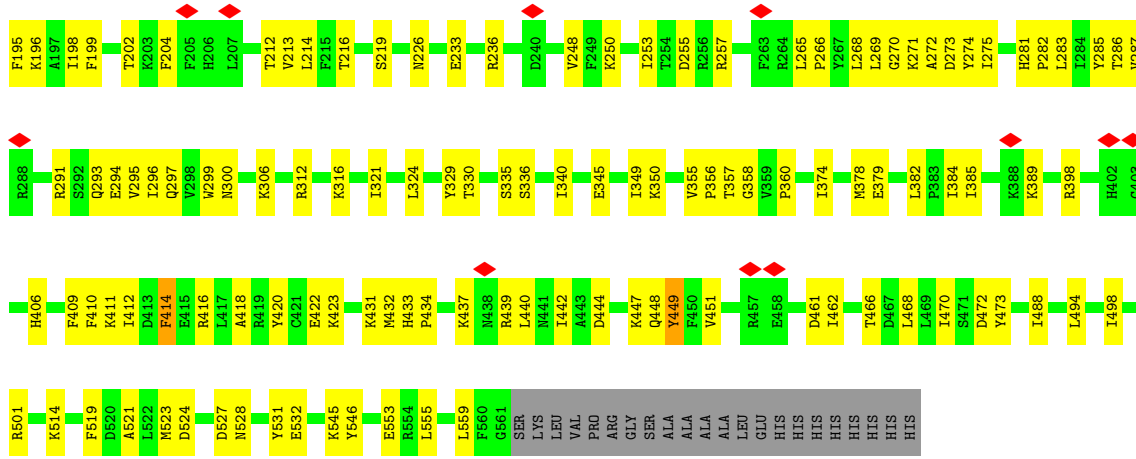 F195 K196 A197 I198 F199 T202 K203 F204 F205 H206 L207 T212 V213 L214 F215 T216 S219 N226 E233 R236 D240 V248 F249 K250 I253 T254 D255 R256 R257 F263 R264 L265 P266 Y267 L268 L269 G270 K271 A272 D273 Y274 I275 H281 P282 L283 I284 Y285 T286
R288 R291 S292 Q293 E294 V295 I296 Q297 V298 W299 N300 K306 R312 K316 I321 L324 Y329 T330 S335 S336 I340 E345 I349 K350 V355 P356 T357 G358 V359 P360 I374 M378 E379 L382 P383 I384 I385 K388 K389 R398 H402
H406 F409 F410 K411 I412 D413 F414 E415 R416 L417 A418 R419 Y420 C421 E422 K423 K431 M432 H433 P434 K437 N438 R439 L440 N441 I442 A443 D444 K447 Q448 Y449 F450 V451 R457 E458 D461 I462 T466 D467 L468 L469 I470 S471 D472 Y473 I488 L494 I498
R501 K514 F519 D520 A521 L522 M523 D524 D527 N528 Y531 E532 K545 Y546 E553 R554 L555 L559 F560 G561 SER LYS LEU VAL PRO ARG GLY SER ALA ALA ALA ALA LEU GLU HIS HIS HIS HIS HIS HIS HIS HIS